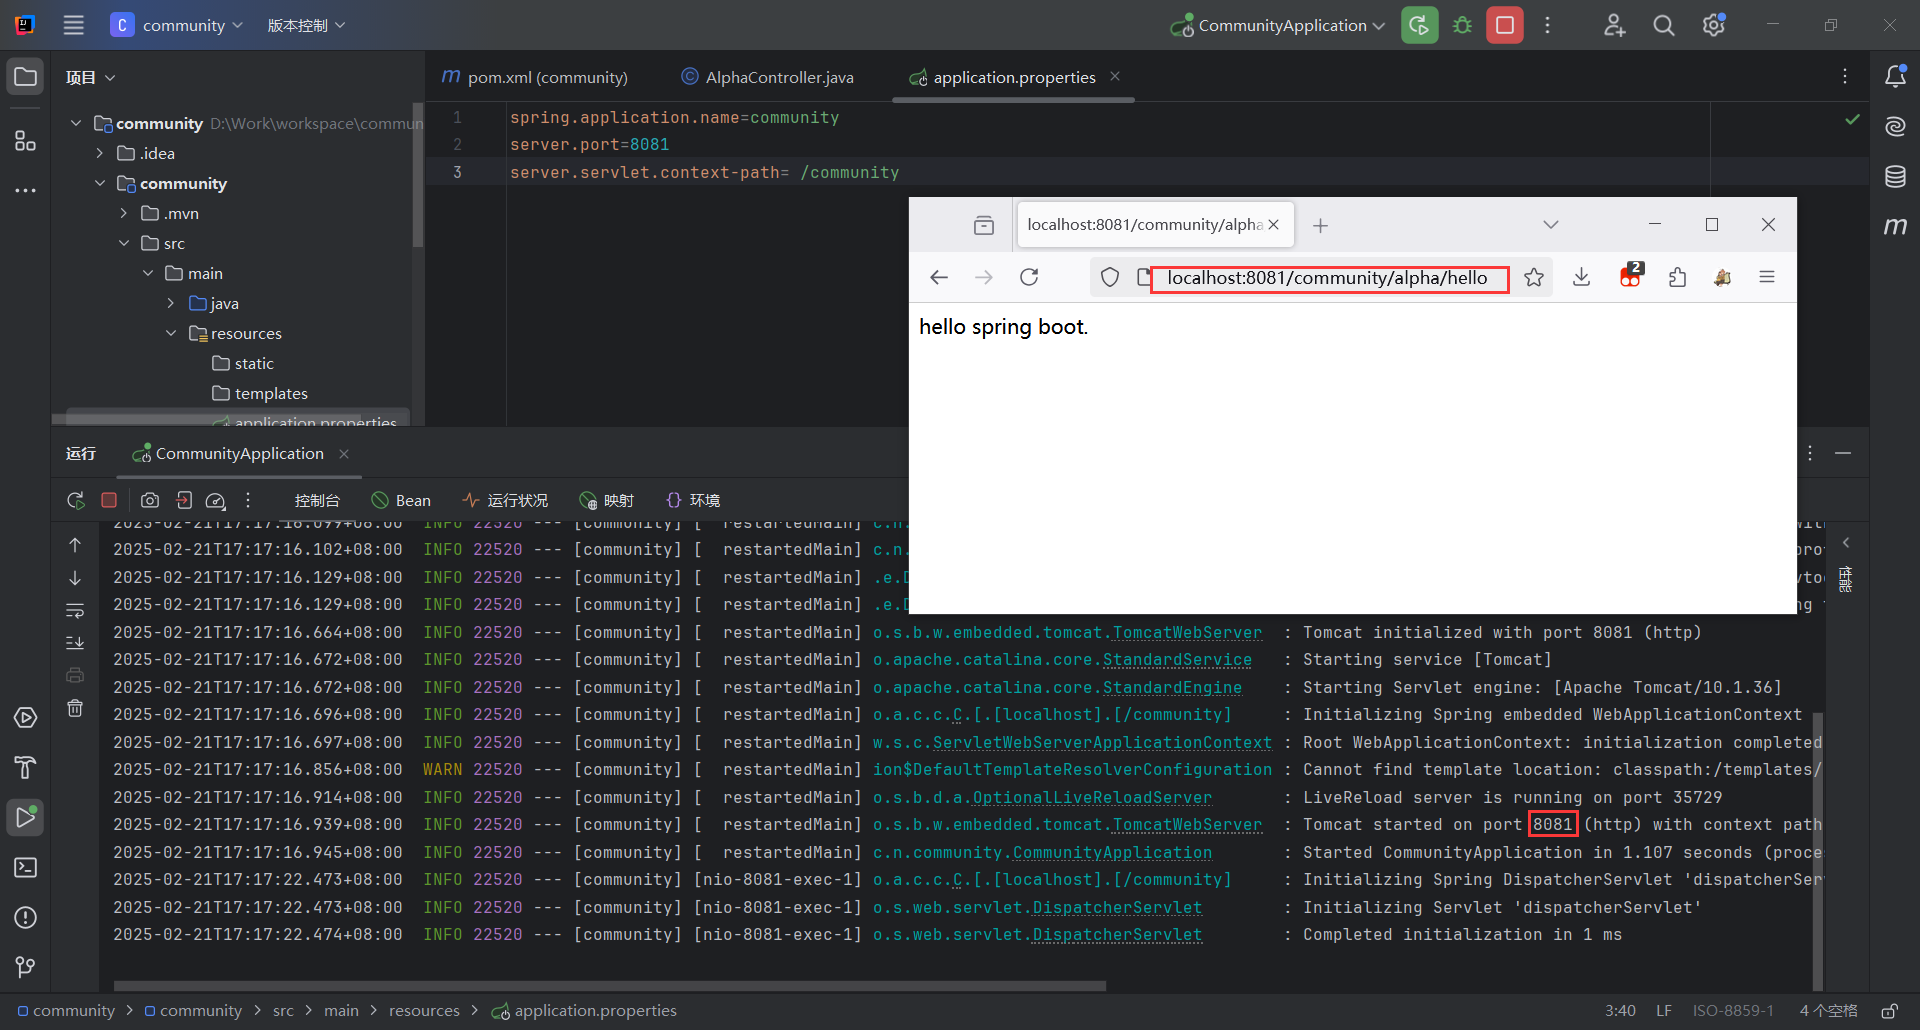 C community 版本控制 CommunityApplication
项目
pom.xml (community) AlphaController.java application.properties
community D:\Work\workspace\commun
.idea
community
.mvn
src
main
java
resources
static
templates
application.properties
1 spring.application.name=community
2 server.port=8081
3 server.servlet.context-path= /community
localhost:8081/community/alpha
localhost:8081/community/alpha/hello
2
hello spring boot.
运行 CommunityApplication
控制台 Bean 运行状况 映射 环境
2025-02-21T17:17:16.099+08:00 INFO 22520 --- [community] [ restartedMain] c.n.
2025-02-21T17:17:16.102+08:00 INFO 22520 --- [community] [ restartedMain] c.n.
2025-02-21T17:17:16.129+08:00 INFO 22520 --- [community] [ restartedMain] .e.D
2025-02-21T17:17:16.129+08:00 INFO 22520 --- [community] [ restartedMain] .e.D
2025-02-21T17:17:16.664+08:00 INFO 22520 --- [community] [ restartedMain] o.s.b.w.embedded.tomcat.TomcatWebServer : Tomcat initialized with port 8081 (http)
2025-02-21T17:17:16.672+08:00 INFO 22520 --- [community] [ restartedMain] o.apache.catalina.core.StandardService : Starting service [Tomcat]
2025-02-21T17:17:16.672+08:00 INFO 22520 --- [community] [ restartedMain] o.apache.catalina.core.StandardEngine : Starting Servlet engine: [Apache Tomcat/10.1.36]
2025-02-21T17:17:16.696+08:00 INFO 22520 --- [community] [ restartedMain] o.a.c.c.C.[.[localhost].[/community] : Initializing Spring embedded WebApplicationContext
2025-02-21T17:17:16.697+08:00 INFO 22520 --- [community] [ restartedMain] w.s.c.ServletWebServerApplicationContext : Root WebApplicationContext: initialization completed
2025-02-21T17:17:16.856+08:00 WARN 22520 --- [community] [ restartedMain] ion$DefaultTemplateResolverConfiguration : Cannot find template location: classpath:/templates/
2025-02-21T17:17:16.914+08:00 INFO 22520 --- [community] [ restartedMain] o.s.b.d.a.OptionalLiveReloadServer : LiveReload server is running on port 35729
2025-02-21T17:17:16.939+08:00 INFO 22520 --- [community] [ restartedMain] o.s.b.w.embedded.tomcat.TomcatWebServer : Tomcat started on port 8081 (http) with context path
2025-02-21T17:17:16.945+08:00 INFO 22520 --- [community] [ restartedMain] c.n.community.CommunityApplication : Started CommunityApplication in 1.107 seconds (proce
2025-02-21T17:17:22.473+08:00 INFO 22520 --- [community] [nio-8081-exec-1] o.a.c.c.C.[.[localhost].[/community] : Initializing Spring DispatcherServlet 'dispatcherSer
2025-02-21T17:17:22.473+08:00 INFO 22520 --- [community] [nio-8081-exec-1] o.s.web.servlet.DispatcherServlet : Initializing Servlet 'dispatcherServlet'
2025-02-21T17:17:22.474+08:00 INFO 22520 --- [community] [nio-8081-exec-1] o.s.web.servlet.DispatcherServlet : Completed initialization in 1 ms
性能
community > community > src > main > resources > application.properties 3:40 LF ISO-8859-1 4 个空格